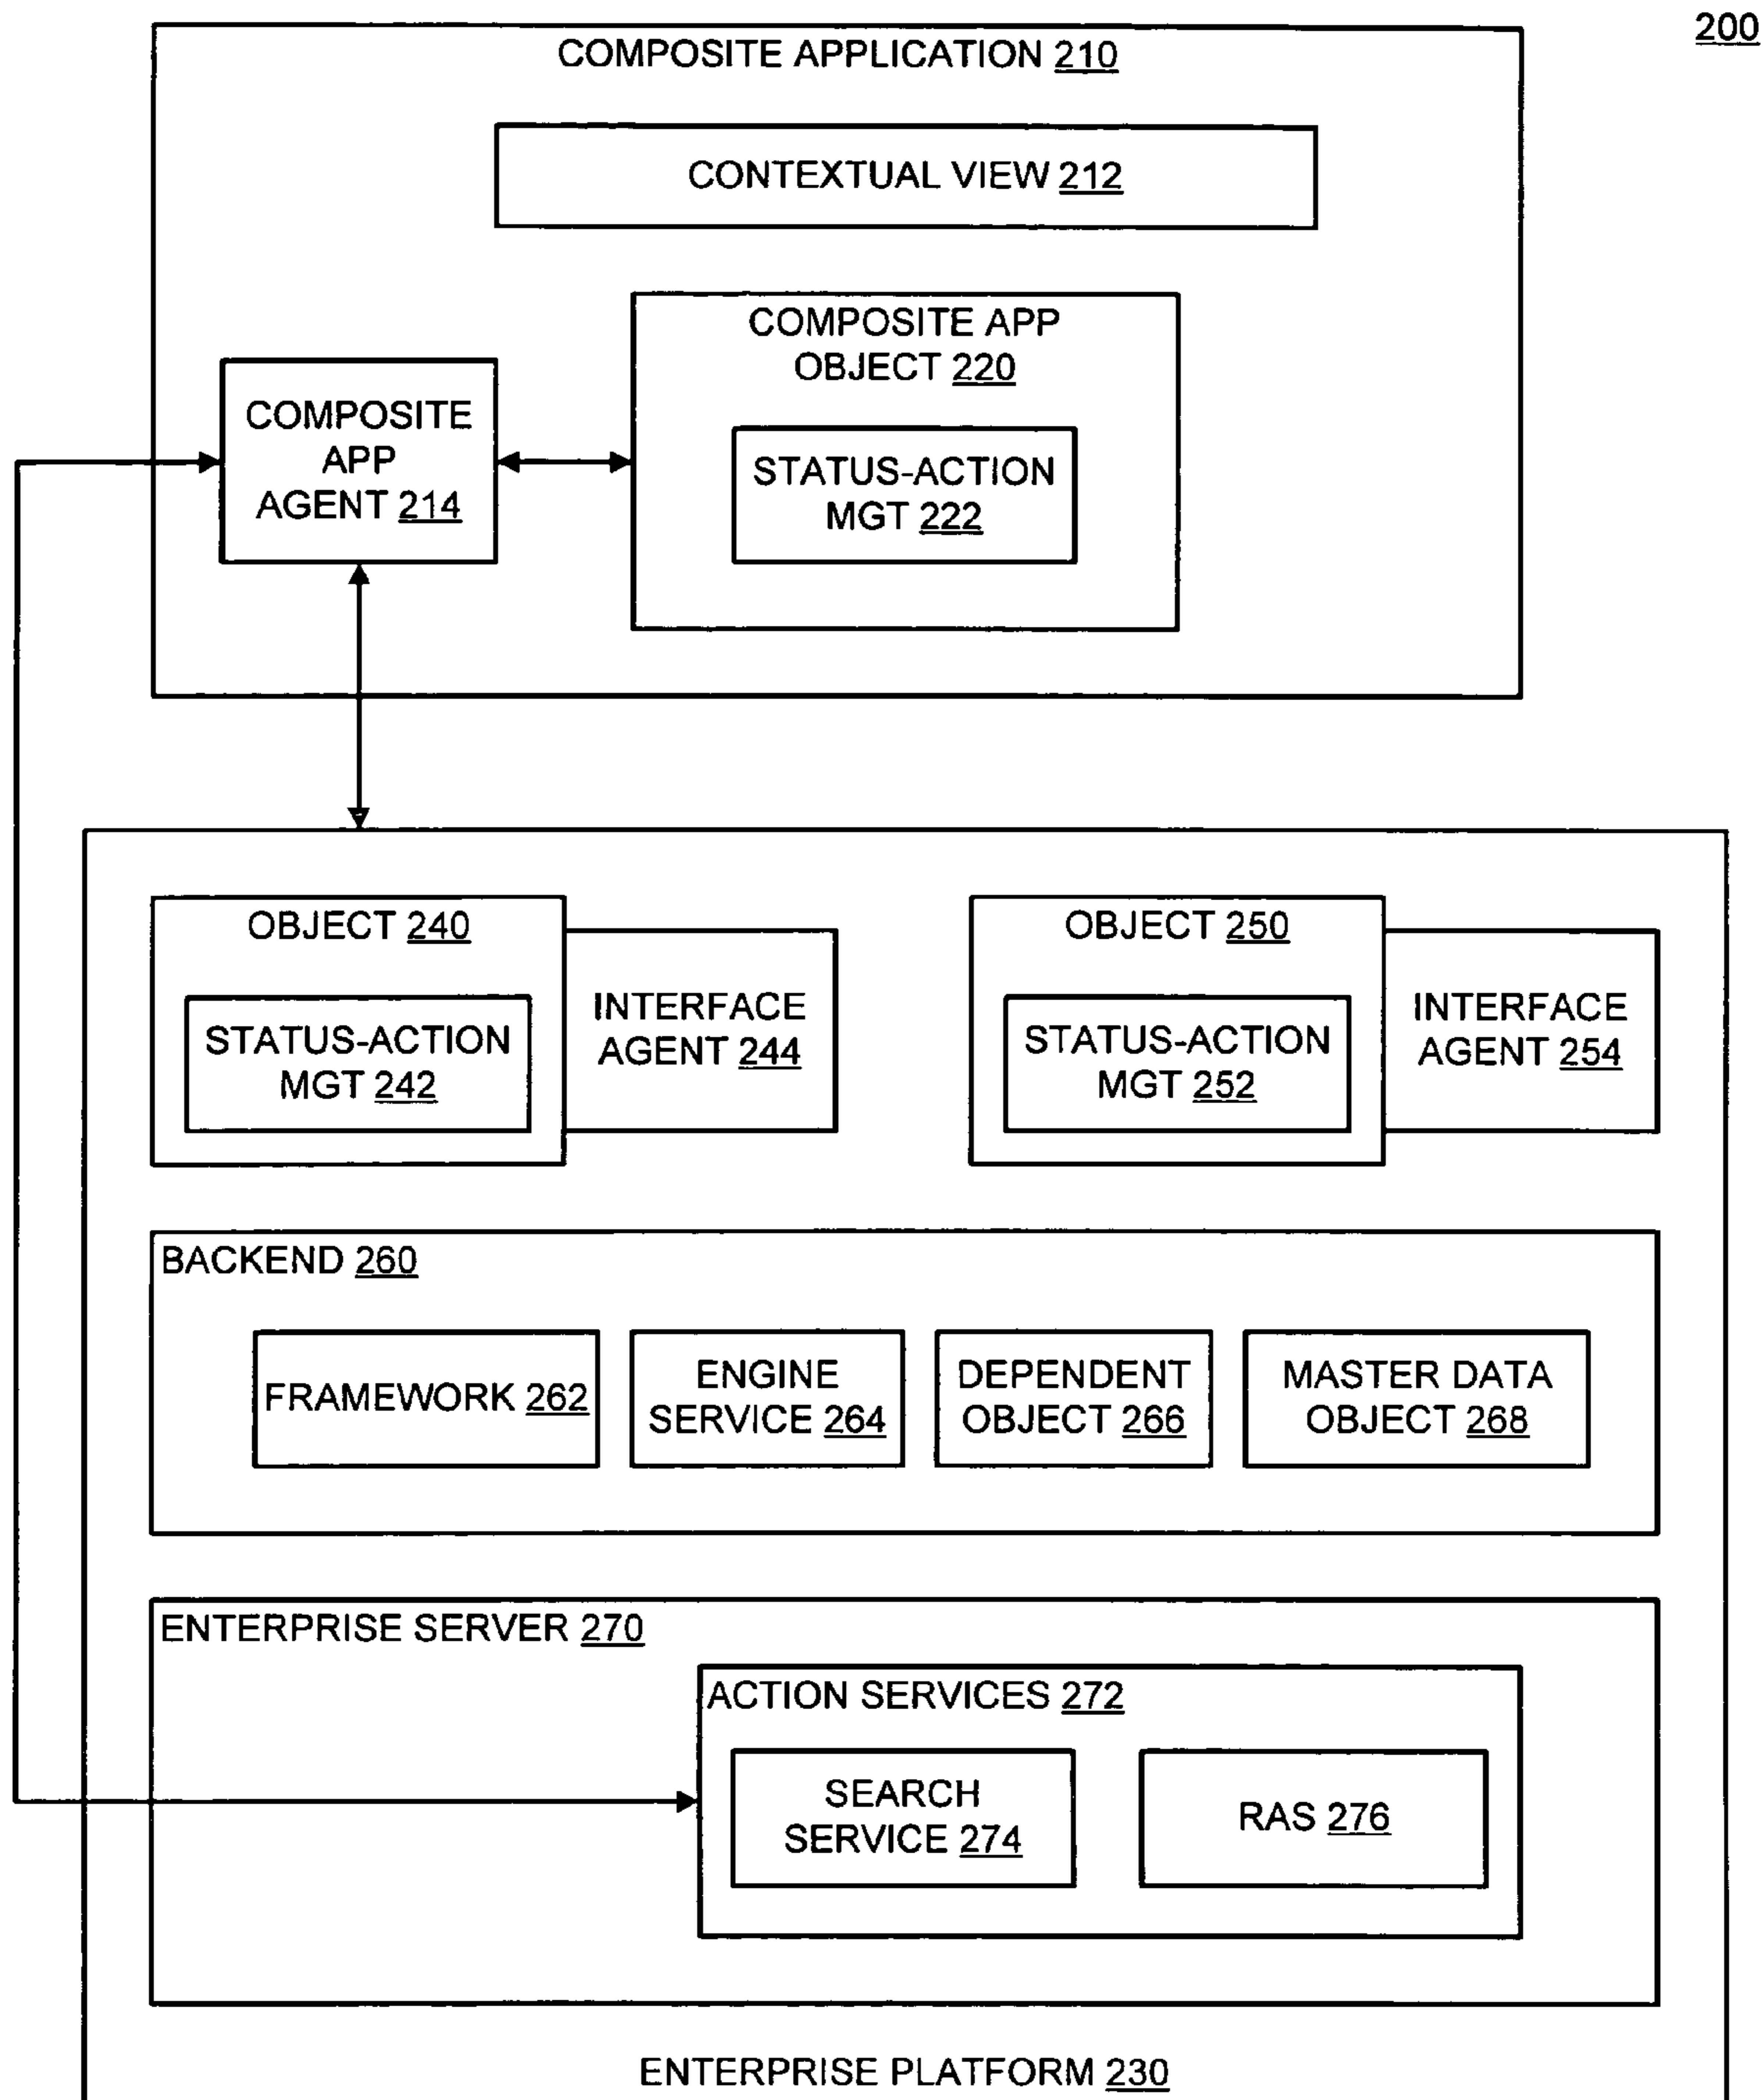 200
COMPOSITE APPLICATION 210
CONTEXTUAL VIEW 212
COMPOSITE APP
OBJECT 220
COMPOSITE
APP
AGENT 214
STATUS-ACTION
MGT 222
OBJECT 240
STATUS-ACTION
MGT 242
INTERFACE
AGENT 244
OBJECT 250
STATUS-ACTION
MGT 252
INTERFACE
AGENT 254
BACKEND 260
FRAMEWORK 262
ENGINE
SERVICE 264
DEPENDENT
OBJECT 266
MASTER DATA
OBJECT 268
ENTERPRISE SERVER 270
ACTION SERVICES 272
SEARCH
SERVICE 274
RAS 276
ENTERPRISE PLATFORM 230